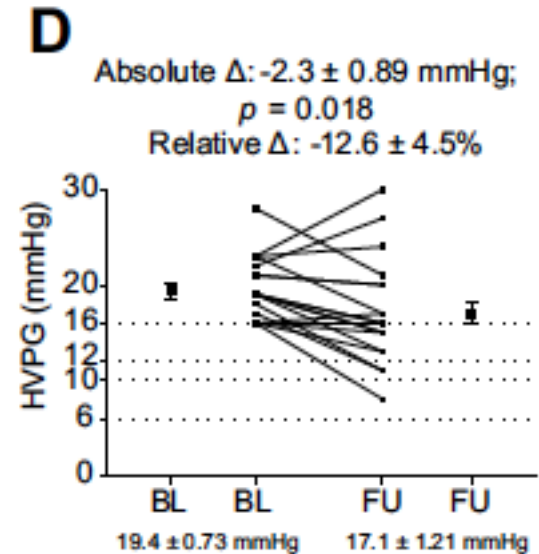 D
Absolute Δ: -2.3 ± 0.89 mmHg;
p = 0.018
Relative Δ: -12.6 ± 4.5%
HVPG (mmHg)
30
20
16
12
10
6
0
BL BL FU FU
19.4 ± 0.73 mmHg 17.1 ± 1.21 mmHg